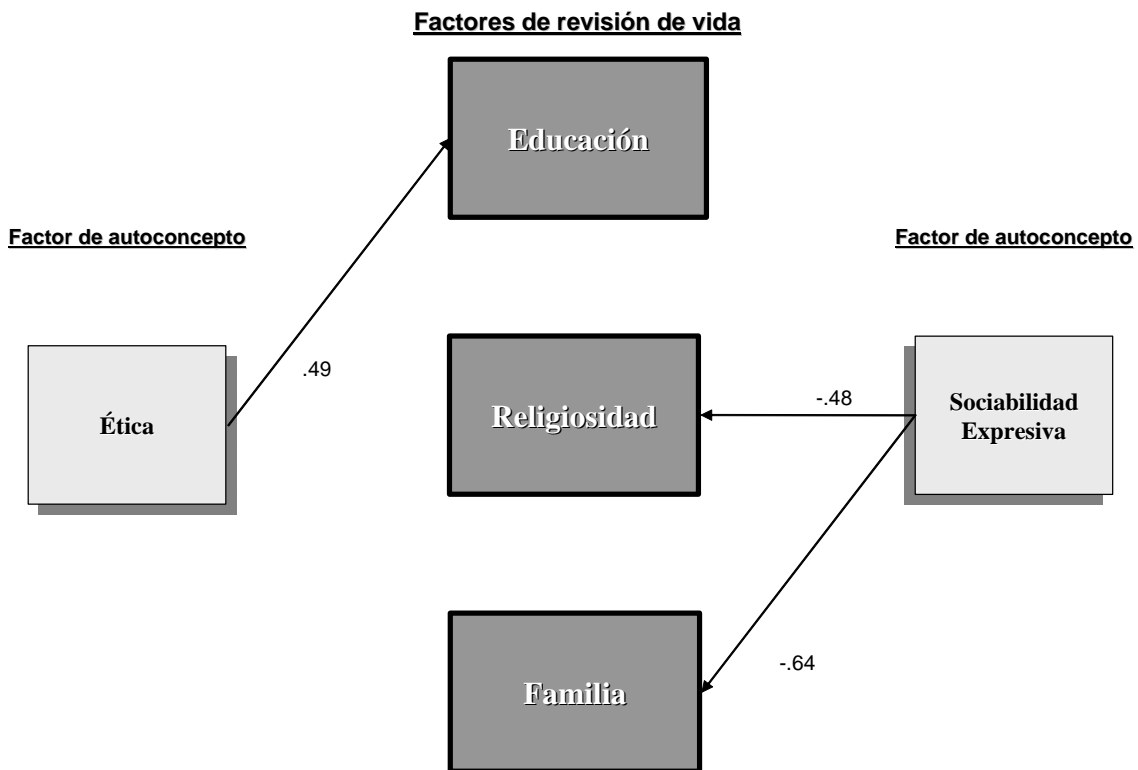 Factores de revisión de vida
Educación
Factor de autoconcepto
Factor de autoconcepto
.49
Ética
Religiosidad
-.48
Sociabilidad
Expresiva
-.64
Familia